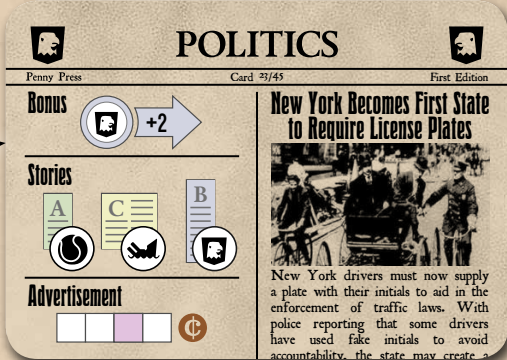 POLITICS
Penny Press
Card 23/45
First Edition
Bonus
+2
Stories
A
C
B
Advertisement
₵
New York Becomes First State
to Require License Plates
New York drivers must now supply
a plate with their initials to aid in the
enforcement of traffic laws. With
police reporting that some drivers
have used fake initials to avoid
accountability, the state may create a